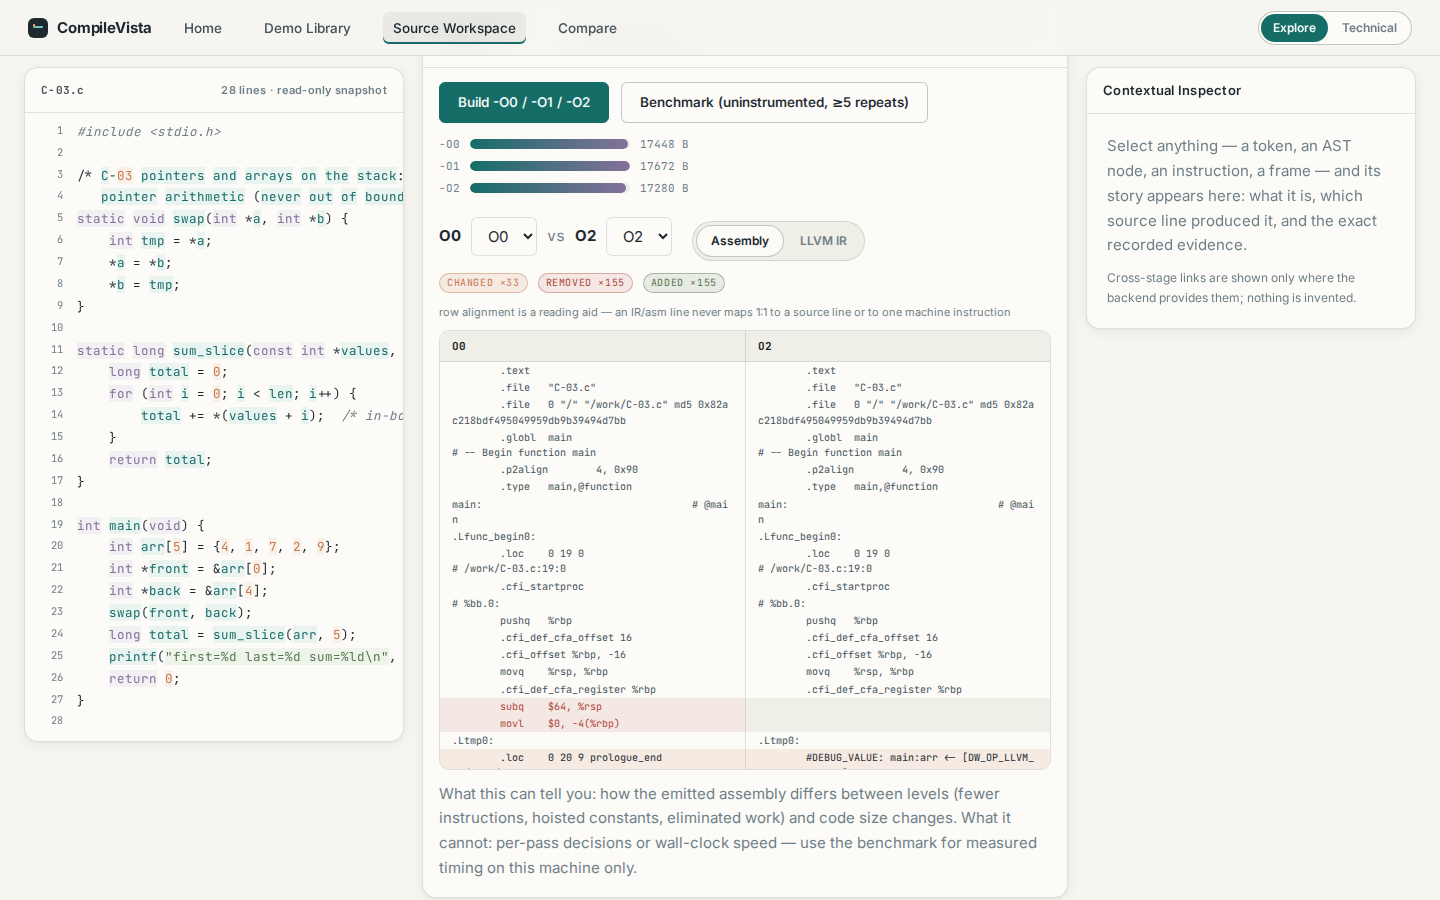 CompileVista
Home
Demo Library
Source Workspace
Compare
Explore
Technical
C-03.c
28 lines · read-only snapshot
1 #include <stdio.h>
2
3 /* C-03 pointers and arrays on the stack:
4 pointer arithmetic (never out of bound
5 static void swap(int *a, int *b) {
6 int tmp = *a;
7 *a = *b;
8 *b = tmp;
9 }
10
11 static long sum_slice(const int *values,
12 long total = 0;
13 for (int i = 0; i < len; i++) {
14 total += *(values + i); /* in-bo
15 }
16 return total;
17 }
18
19 int main(void) {
20 int arr[5] = {4, 1, 7, 2, 9};
21 int *front = &arr[0];
22 int *back = &arr[4];
23 swap(front, back);
24 long total = sum_slice(arr, 5);
25 printf("first=%d last=%d sum=%ld\n",
26 return 0;
27 }
28
Build -O0 / -O1 / -O2
Benchmark (uninstrumented, ≥5 repeats)
-O0 17448 B
-O1 17672 B
-O2 17280 B
O0 O0 VS O2 O2
Assembly
LLVM IR
CHANGED ×33
REMOVED ×155
ADDED ×155
row alignment is a reading aid — an IR/asm line never maps 1:1 to a source line or to one machine instruction
O0
.text
.file "C-03.c"
.file 0 "/" "/work/C-03.c" md5 0x82a
c218bdf495049959db9b39494d7bb
.globl main
# -- Begin function main
.p2align 4, 0x90
.type main,@function
main: # @mai
n
.Lfunc_begin0:
.loc 0 19 0
# /work/C-03.c:19:0
.cfi_startproc
# %bb.0:
pushq %rbp
.cfi_def_cfa_offset 16
.cfi_offset %rbp, -16
movq %rsp, %rbp
.cfi_def_cfa_register %rbp
subq $64, %rsp
movl $0, -4(%rbp)
.Ltmp0:
.loc 0 20 9 prologue_end
O2
.text
.file "C-03.c"
.file 0 "/" "/work/C-03.c" md5 0x82a
c218bdf495049959db9b39494d7bb
.globl main
# -- Begin function main
.p2align 4, 0x90
.type main,@function
main: # @mai
n
.Lfunc_begin0:
.loc 0 19 0
# /work/C-03.c:19:0
.cfi_startproc
# %bb.0:
pushq %rbp
.cfi_def_cfa_offset 16
.cfi_offset %rbp, -16
movq %rsp, %rbp
.cfi_def_cfa_register %rbp
.Ltmp0:
#DEBUG_VALUE: main:arr <- [DW_OP_LLVM_
What this can tell you: how the emitted assembly differs between levels (fewer
instructions, hoisted constants, eliminated work) and code size changes. What it
cannot: per-pass decisions or wall-clock speed — use the benchmark for measured
timing on this machine only.
Contextual Inspector
Select anything — a token, an AST
node, an instruction, a frame — and its
story appears here: what it is, which
source line produced it, and the exact
recorded evidence.
Cross-stage links are shown only where the
backend provides them; nothing is invented.